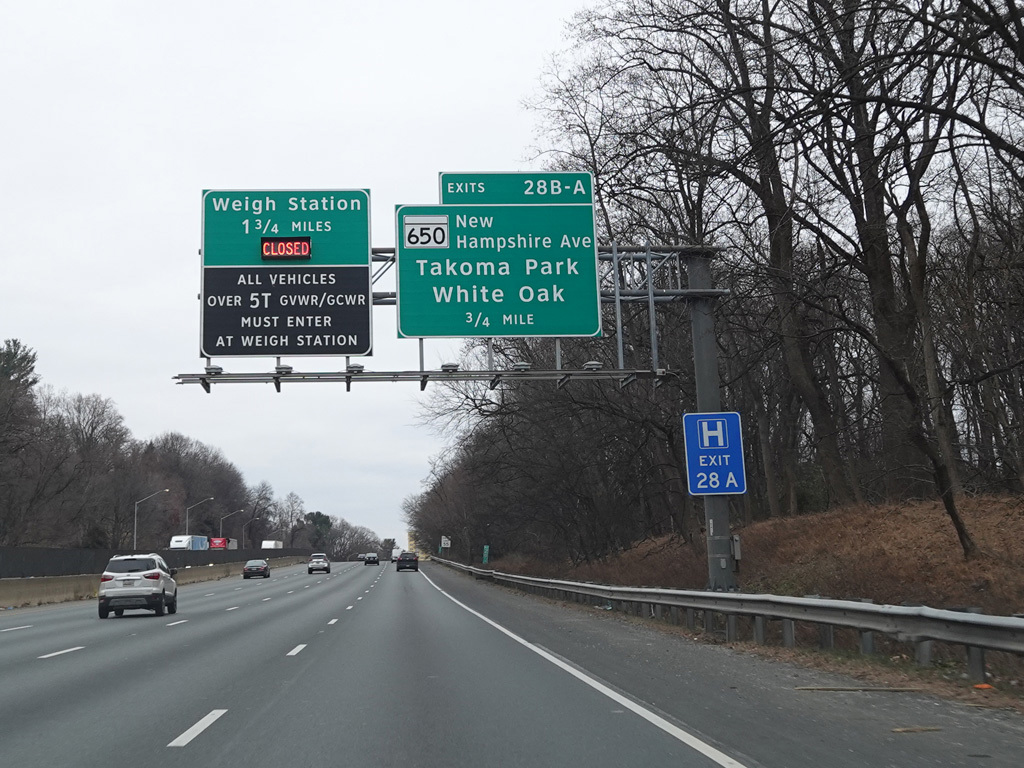 Weigh Station
1 3/4 MILES
CLOSED
ALL VEHICLES
OVER 5T GVWR/GCWR
MUST ENTER
AT WEIGH STATION
EXITS 28B-A
650
New
Hampshire Ave
Takoma Park
White Oak
3/4 MILE
H
EXIT
28 A